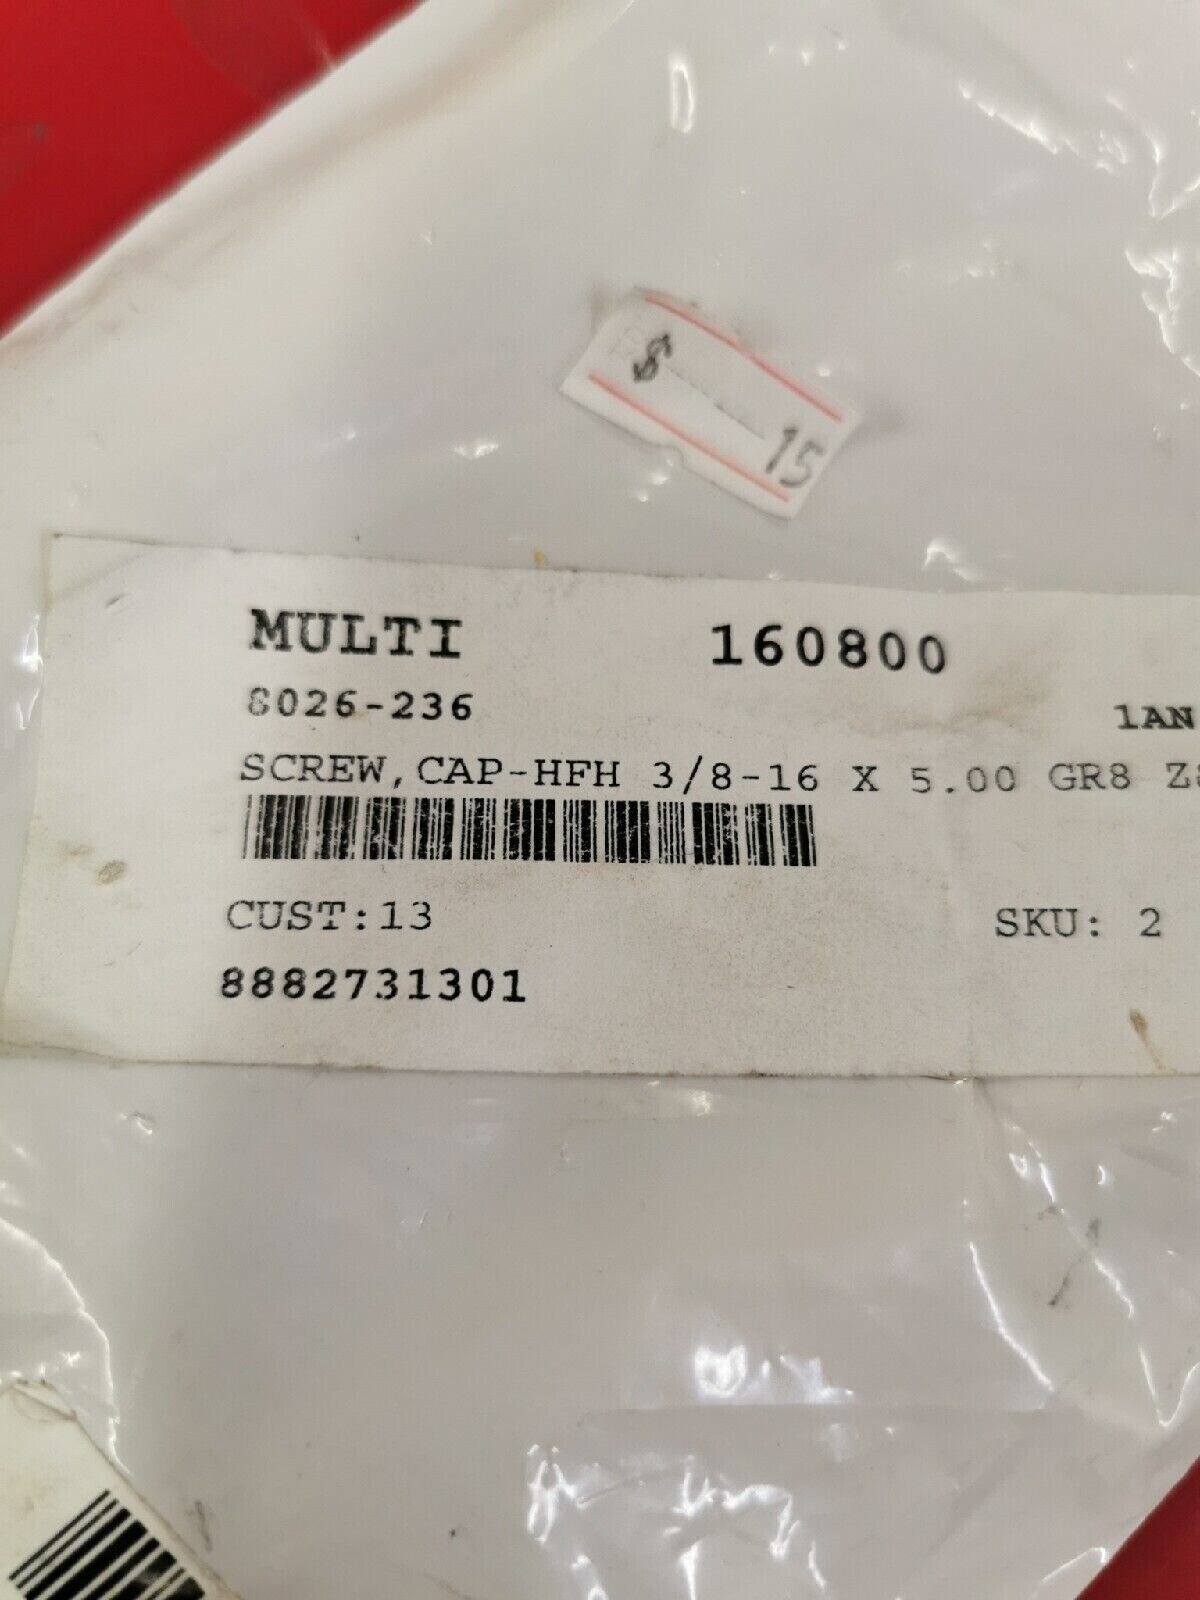 $ 15
MULTI 160800
8026-236 1AN
SCREW,CAP-HFH 3/8-16 X 5.00 GR8
CUST:13 SKU: 2
8882731301